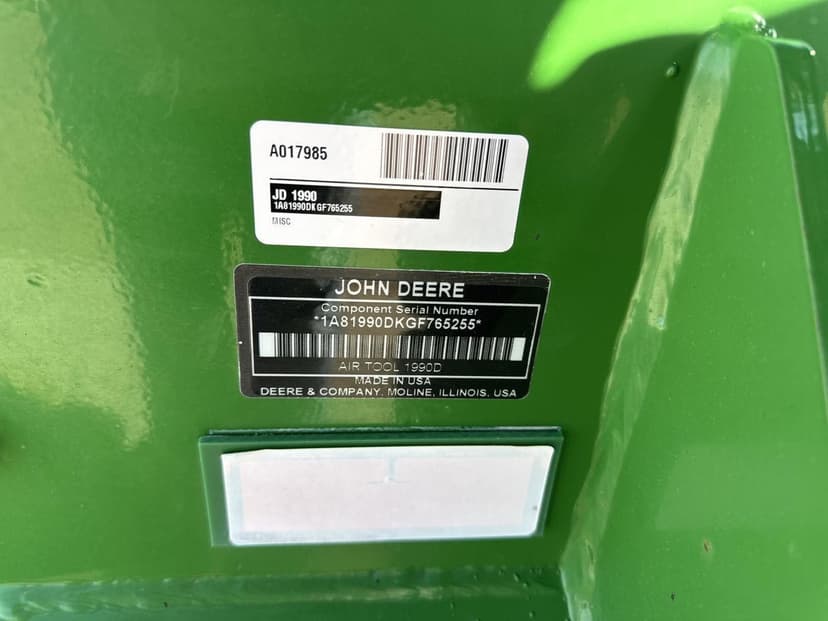 A017985
JD 1990
1A81990DKGF765255
MISC
JOHN DEERE
Component Serial Number
*1A81990DKGF765255*
AIR TOOL 1990D
MADE IN USA
DEERE & COMPANY, MOLINE, ILLINOIS, USA